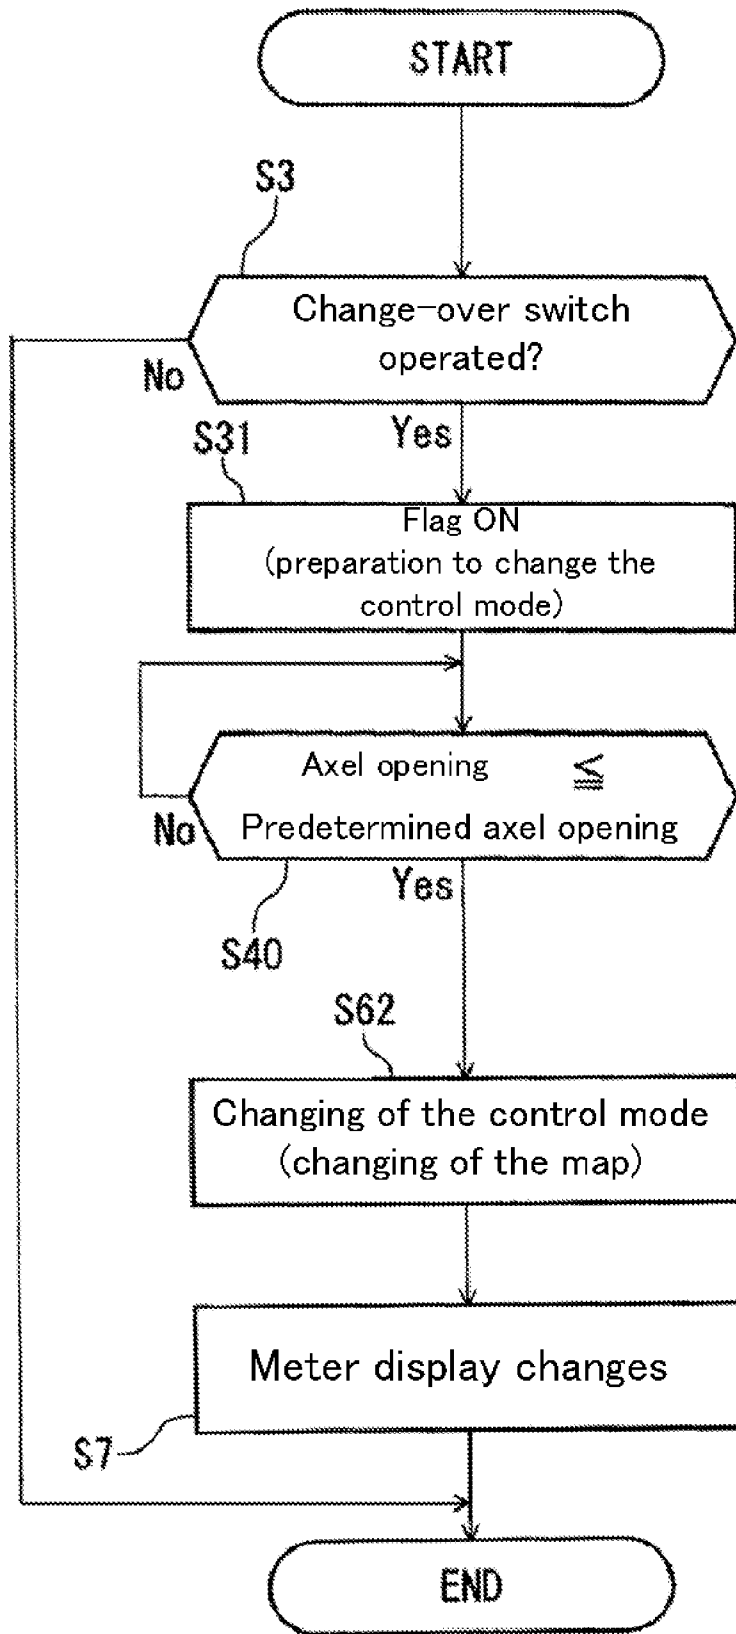 START
S3
Change-over switch
operated?
No
Yes
S31
Flag ON
(preparation to change the
control mode)
Axel opening ≦
Predetermined axel opening
No
Yes
S40
S62
Changing of the control mode
(changing of the map)
Meter display changes
S7
END